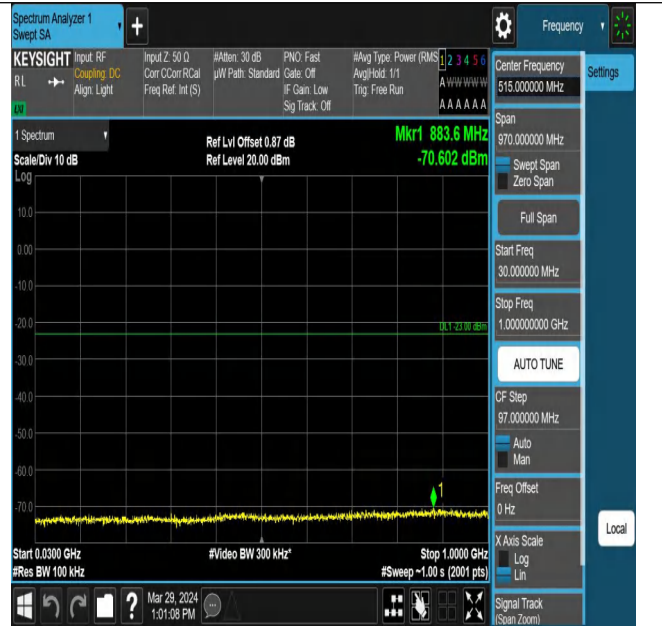 Spectrum Analyzer 1
Swept SA
+
Frequency
KEYSIGHT
RL
LXI
Input: RF
Coupling: DC
Align: Light
Input Z: 50 Ω
Corr CCorr RCal
Freq Ref: Int (S)
#Atten: 30 dB
µW Path: Standard
PNO: Fast
Gate: Off
IF Gain: Low
Sig Track: Off
#Avg Type: Power (RMS
Avg|Hold: 1/1
Trig: Free Run
1 2 3 4 5 6
A W W W W W
A A A A A A
1 Spectrum
Scale/Div 10 dB
Log
Ref Lvl Offset 0.87 dB
Ref Level 20.00 dBm
Mkr1 883.6 MHz
-70.602 dBm
10.0
0.00
-10.0
-20.0
DL1 -23.00 dBm
-30.0
-40.0
-50.0
-60.0
-70.0
1
Start 0.0300 GHz
#Res BW 100 kHz
#Video BW 300 kHz*
Stop 1.0000 GHz
#Sweep ~1.00 s (2001 pts)
?
Mar 29, 2024
1:01:08 PM
Center Frequency
515.000000 MHz
Span
970.000000 MHz
Swept Span
Zero Span
Full Span
Start Freq
30.000000 MHz
Stop Freq
1.000000000 GHz
AUTO TUNE
CF Step
97.000000 MHz
Auto
Man
Freq Offset
0 Hz
X Axis Scale
Log
Lin
Signal Track
(Span Zoom)
Settings
Local